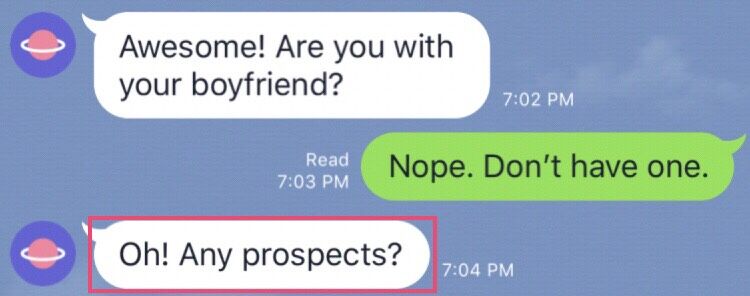 Awesome! Are you with
your boyfriend?
7:02 PM
Read
7:03 PM
Nope. Don’t have one.
Oh! Any prospects?
7:04 PM